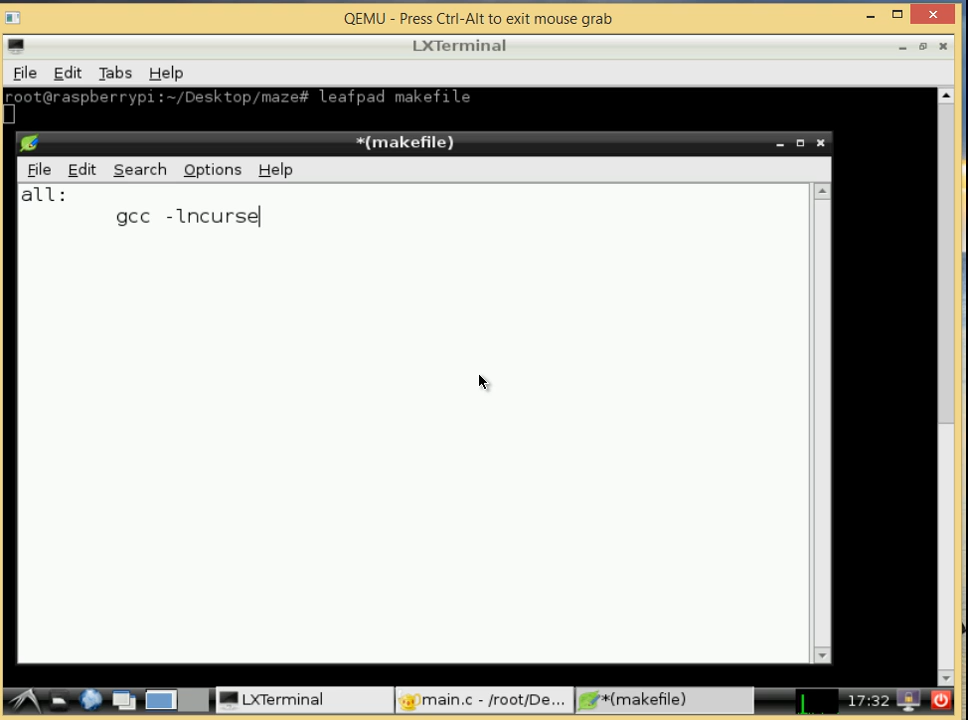 QEMU - Press Ctrl-Alt to exit mouse grab
LXTerminal
File Edit Tabs Help
root@raspberrypi:~/Desktop/maze# leafpad makefile
*(makefile)
File Edit Search Options Help
all:
gcc -lncurse
LXTerminal
main.c - /root/De...
*(makefile)
17:32